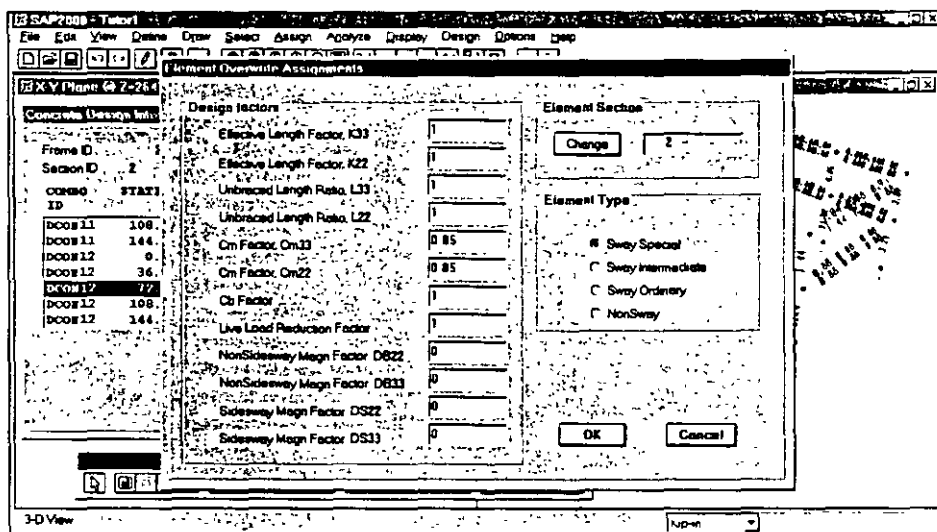 SAP2000 - Tutor1
File Edit View Define Draw Select Assign Analyze Display Design Options Help
Element Overwrite Assignments
X-Y Plane @ Z=264
Concrete Design Info
Frame ID
Section ID 2
COMBO STATI
ID
DCON11 108.
DCON11 144.
DCON12 0.
DCON12 36.
DCON12 72.
DCON12 108.
DCON12 144.
Design factors
Effective Length Factor, K33 1
Effective Length Factor, K22 1
Unbraced Length Ratio, L33 1
Unbraced Length Ratio, L22 1
Cm Factor, Cm33 0.85
Cm Factor, Cm22 0.85
Cb Factor 1
Live Load Reduction Factor 1
NonSidesway Magn Factor DB22 0
NonSidesway Magn Factor DB33 0
Sidesway Magn Factor DS22 0
Sidesway Magn Factor DS33 0
Element Section
Change 2
Element Type
Sway Special
Sway Intermediate
Sway Ordinary
NonSway
OK Cancel
3-D View
kip-in